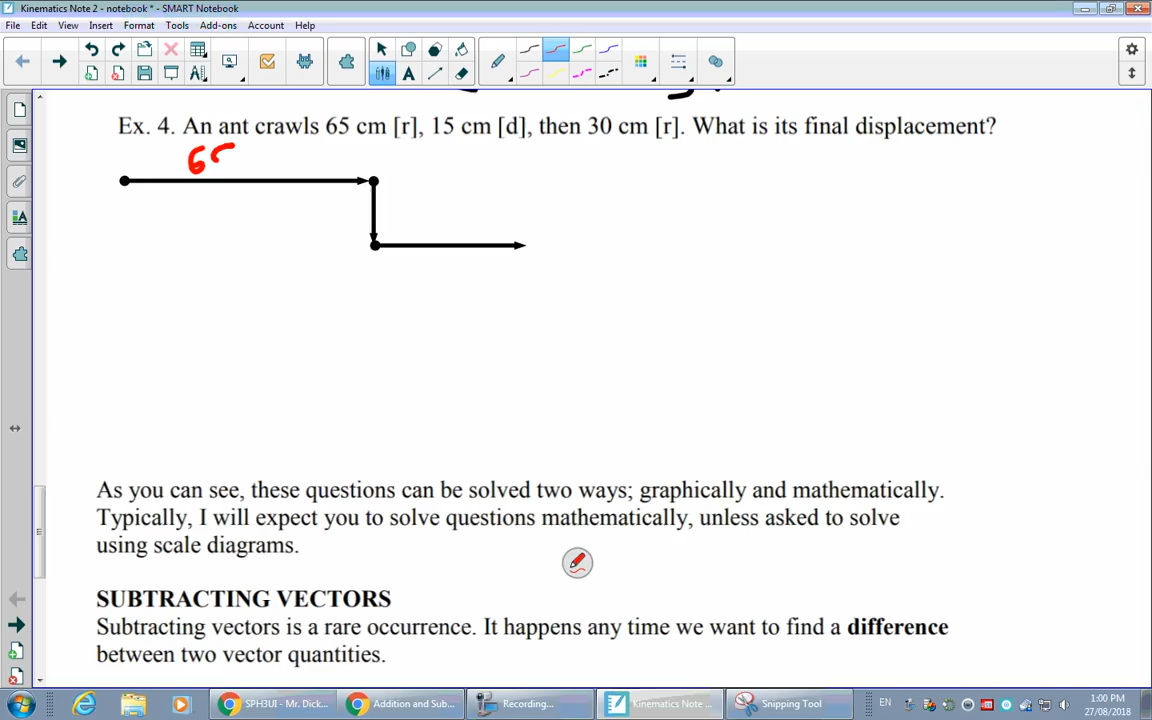 Kinematics Note 2 - notebook * - SMART Notebook
File Edit View Insert Format Tools Add-ons Account Help
Ex. 4. An ant crawls 65 cm [r], 15 cm [d], then 30 cm [r]. What is its final displacement?
As you can see, these questions can be solved two ways; graphically and mathematically.
Typically, I will expect you to solve questions mathematically, unless asked to solve
using scale diagrams.
SUBTRACTING VECTORS
Subtracting vectors is a rare occurrence. It happens any time we want to find a difference
between two vector quantities.
SPH3UI - Mr. Dick... Addition and Sub... Recording... Kinematics Note ... Snipping Tool EN 1:00 PM
27/08/2018